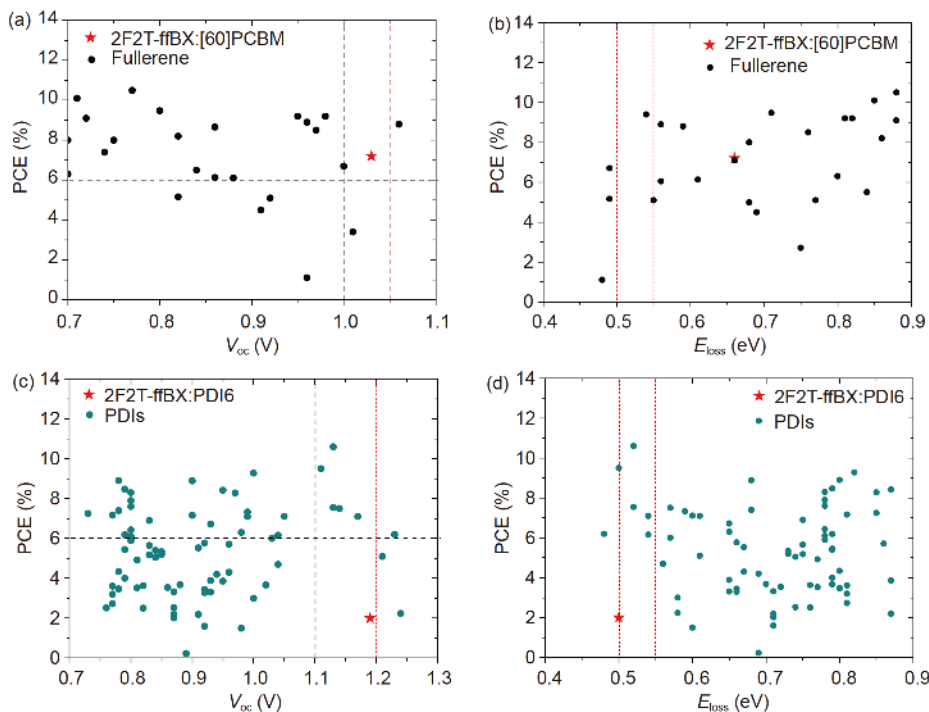 (a)
2F2T-ffBX:[60]PCBM
Fullerene
PCE (%)
14
12
10
8
6
4
2
0
0.7 0.8 0.9 1.0 1.1
Voc (V)
(b)
2F2T-ffBX:[60]PCBM
Fullerene
PCE (%)
14
12
10
8
6
4
2
0
0.4 0.5 0.6 0.7 0.8 0.9
Eloss (eV)
(c)
2F2T-ffBX:PDI6
PDIs
PCE (%)
14
12
10
8
6
4
2
0
0.7 0.8 0.9 1.0 1.1 1.2 1.3
Voc (V)
(d)
2F2T-ffBX:PDI6
PDIs
PCE (%)
14
12
10
8
6
4
2
0
0.4 0.5 0.6 0.7 0.8 0.9
Eloss (eV)